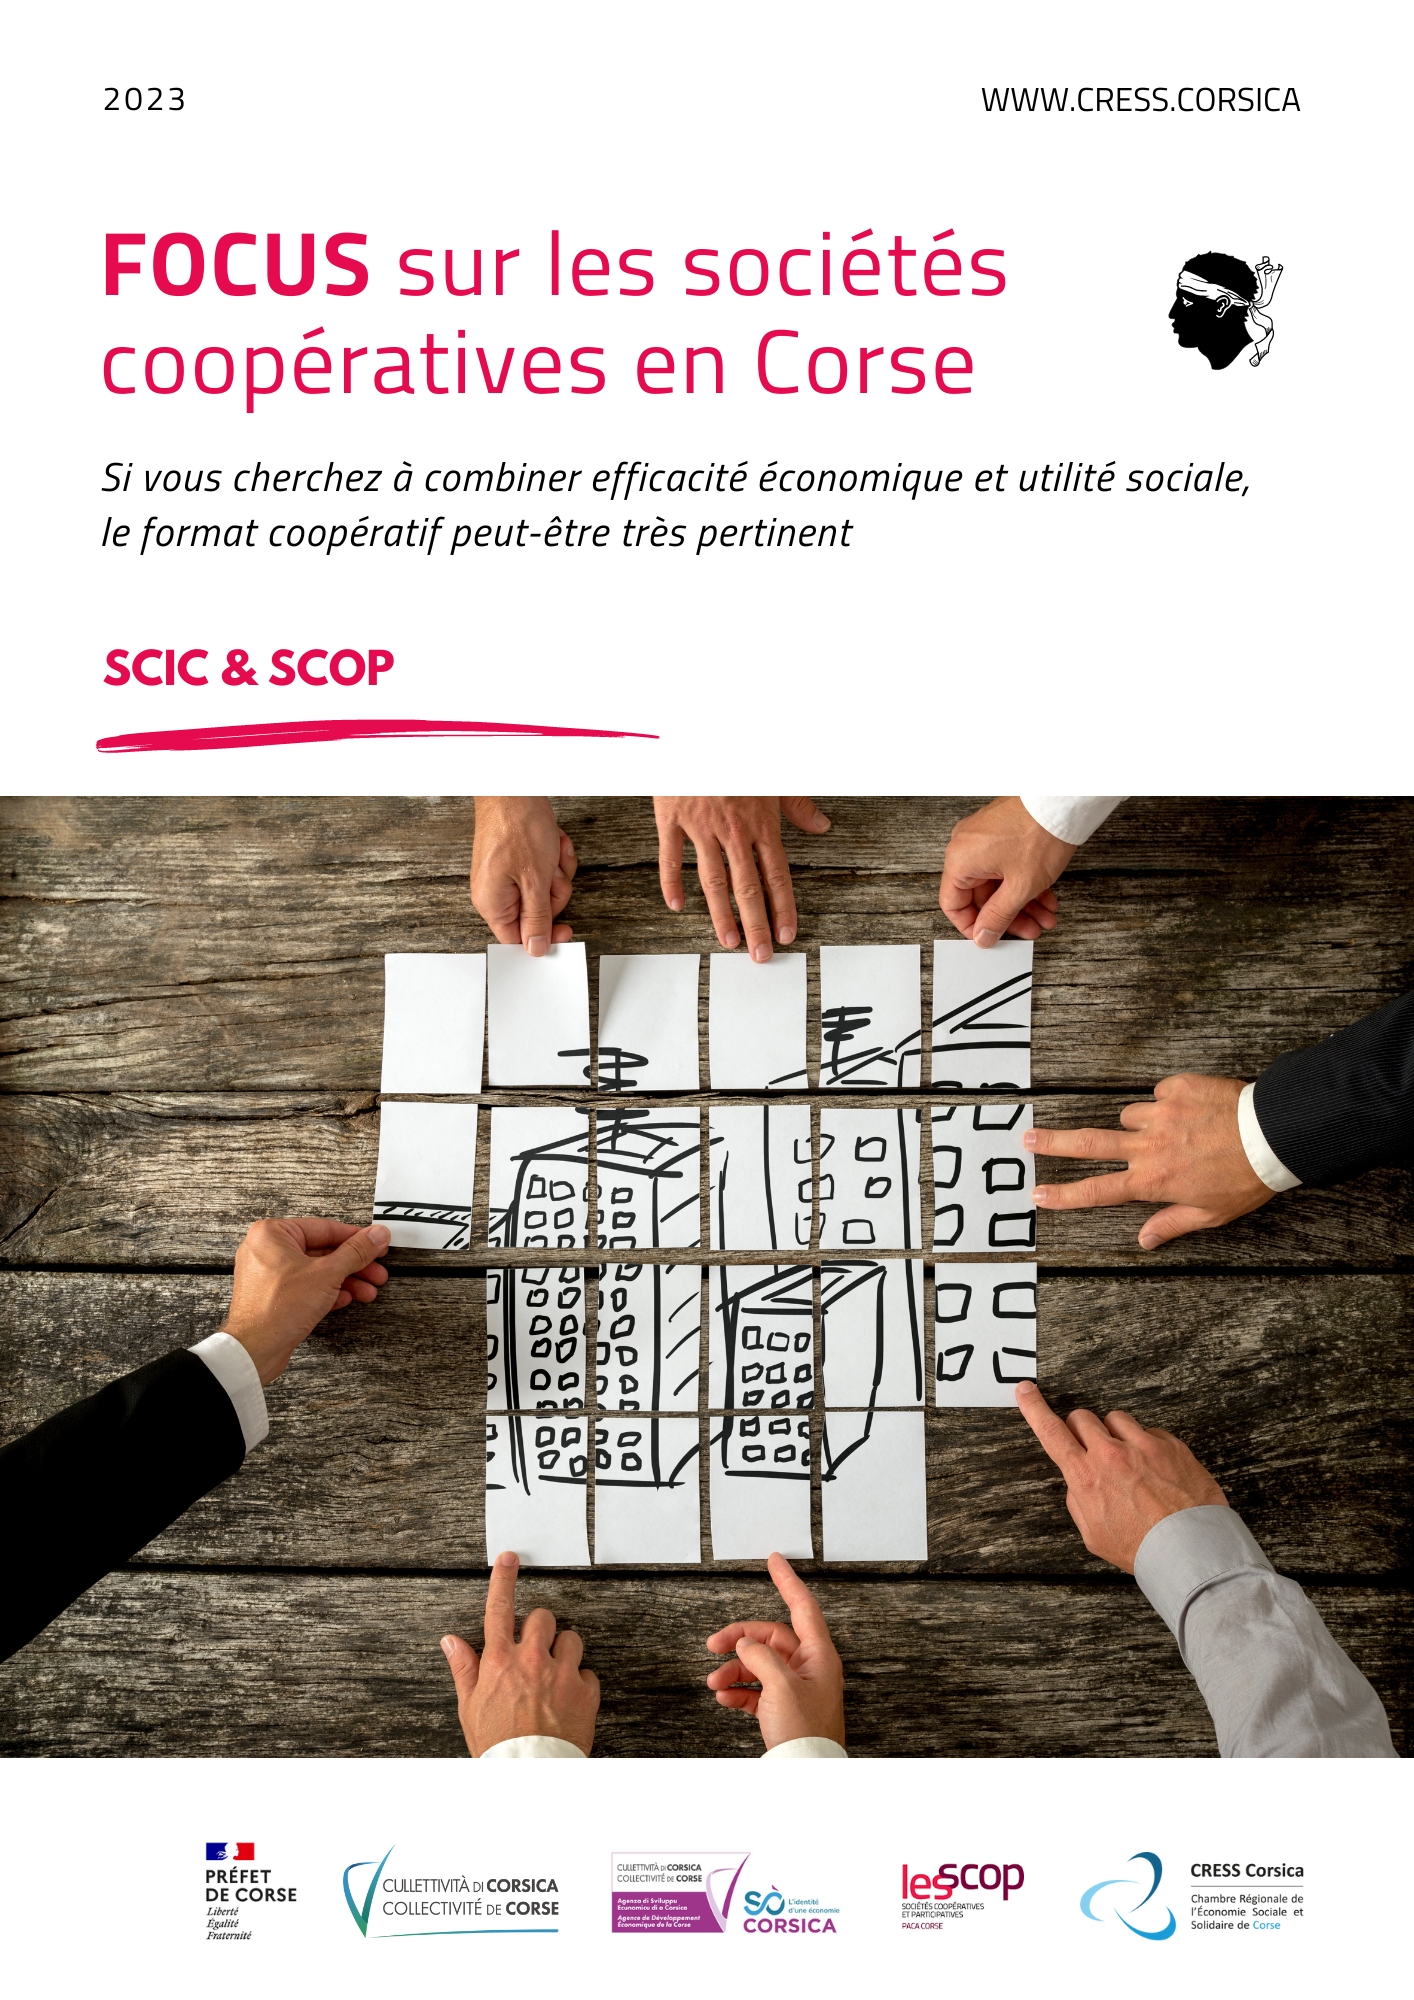 2023
WWW.CRESS.CORSICA
FOCUS sur les sociétés
coopératives en Corse
Si vous cherchez à combiner efficacité économique et utilité sociale,
le format coopératif peut-être très pertinent
SCIC & SCOP
PRÉFET
DE CORSE
Liberté
Égalité
Fraternité
CULLETTIVITÀ DI CORSICA
COLLECTIVITÉ DE CORSE
CULLETTIVITÀ DI CORSICA
COLLECTIVITÉ DE CORSE
Agenza di Sviluppu
Ecunomicu di a Corsica
Agence de Développement
Économique de la Corse
SÒ
L'identité
d'une économie
CORSICA
lesscop
SOCIÉTÉS COOPÉRATIVES
ET PARTICIPATIVES
PACA CORSE
CRESS Corsica
Chambre Régionale de
l'Économie Sociale et
Solidaire de Corse